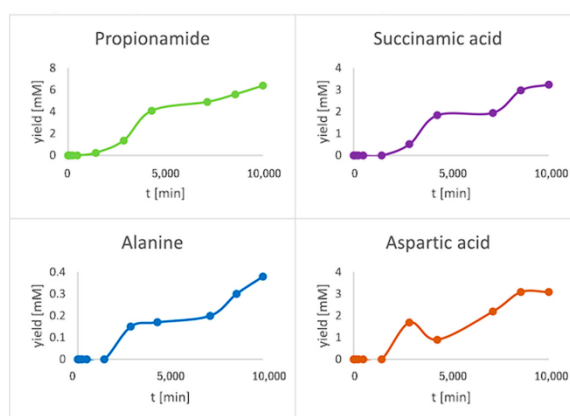 Propionamide
8
6
4
2
0
yield [mM]
0 5,000 10,000
t [min]
Succinamic acid
4
3
2
1
0
yield [mM]
0 5,000 10,000
t [min]
Alanine
0.4
0.3
0.2
0.1
0
yield [mM]
0 5,000 10,000
t [min]
Aspartic acid
4
3
2
1
0
yield [mM]
0 5,000 10,000
t [min]